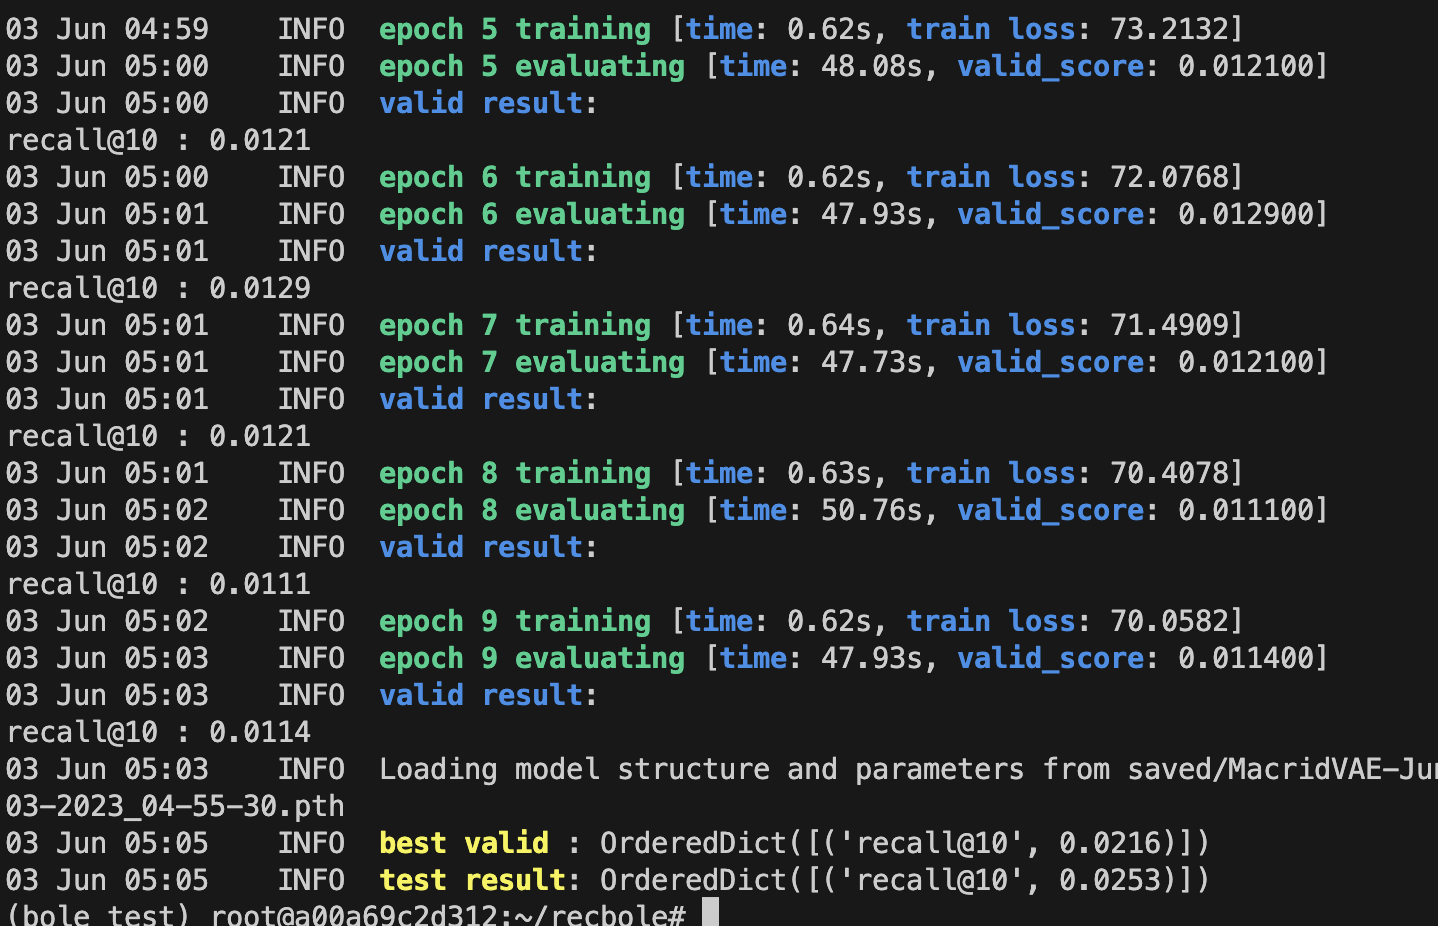 03 Jun 04:59    INFO  epoch 5 training [time: 0.62s, train loss: 73.2132]
03 Jun 05:00    INFO  epoch 5 evaluating [time: 48.08s, valid_score: 0.012100]
03 Jun 05:00    INFO  valid result:
recall@10 : 0.0121
03 Jun 05:00    INFO  epoch 6 training [time: 0.62s, train loss: 72.0768]
03 Jun 05:01    INFO  epoch 6 evaluating [time: 47.93s, valid_score: 0.012900]
03 Jun 05:01    INFO  valid result:
recall@10 : 0.0129
03 Jun 05:01    INFO  epoch 7 training [time: 0.64s, train loss: 71.4909]
03 Jun 05:01    INFO  epoch 7 evaluating [time: 47.73s, valid_score: 0.012100]
03 Jun 05:01    INFO  valid result:
recall@10 : 0.0121
03 Jun 05:01    INFO  epoch 8 training [time: 0.63s, train loss: 70.4078]
03 Jun 05:02    INFO  epoch 8 evaluating [time: 50.76s, valid_score: 0.011100]
03 Jun 05:02    INFO  valid result:
recall@10 : 0.0111
03 Jun 05:02    INFO  epoch 9 training [time: 0.62s, train loss: 70.0582]
03 Jun 05:03    INFO  epoch 9 evaluating [time: 47.93s, valid_score: 0.011400]
03 Jun 05:03    INFO  valid result:
recall@10 : 0.0114
03 Jun 05:03    INFO  Loading model structure and parameters from saved/MacridVAE-Jun
03-2023_04-55-30.pth
03 Jun 05:05    INFO  best valid : OrderedDict([('recall@10', 0.0216)])
03 Jun 05:05    INFO  test result: OrderedDict([('recall@10', 0.0253)])
(bole_test) root@a00a69c2d312:~/recbole#